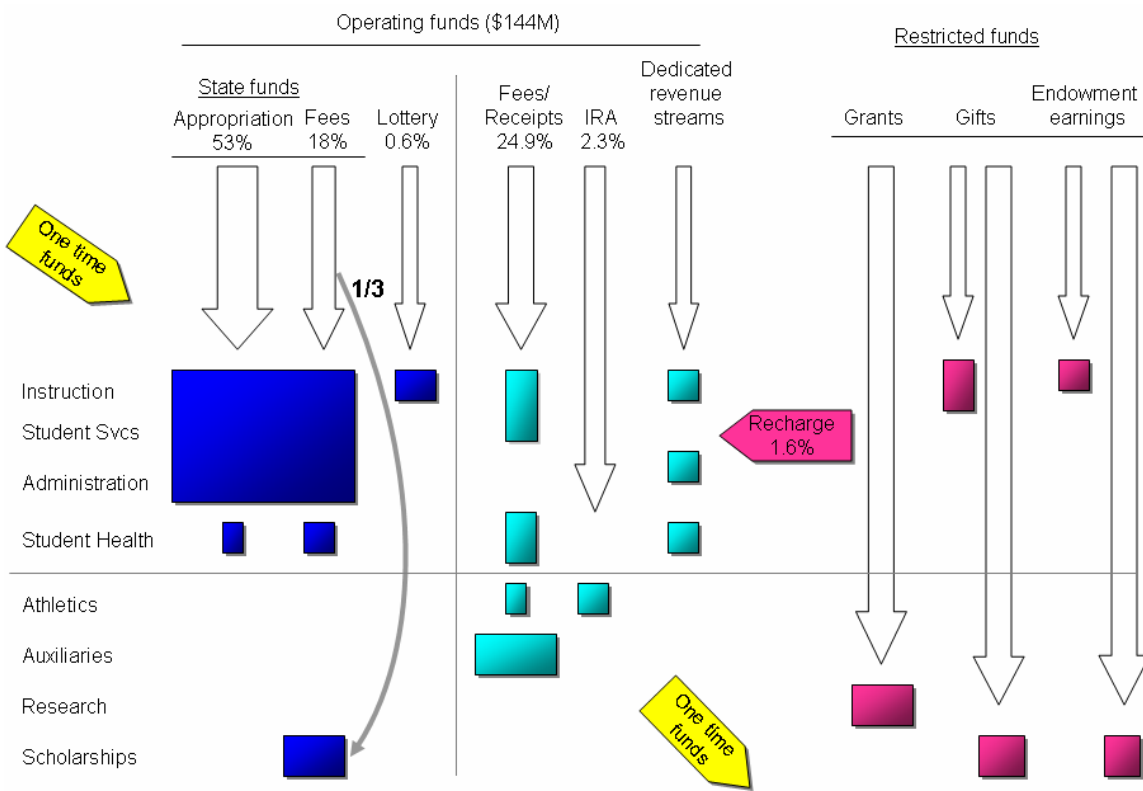 Operating funds ($144M)
Restricted funds
State funds
Appropriation
53%
Fees
18%
Lottery
0.6%
Fees/
Receipts
24.9%
IRA
2.3%
Dedicated
revenue
streams
Grants
Gifts
Endowment
earnings
One time
funds
1/3
Instruction
Student Svcs
Administration
Student Health
Recharge
1.6%
Athletics
Auxiliaries
Research
Scholarships
One time
funds